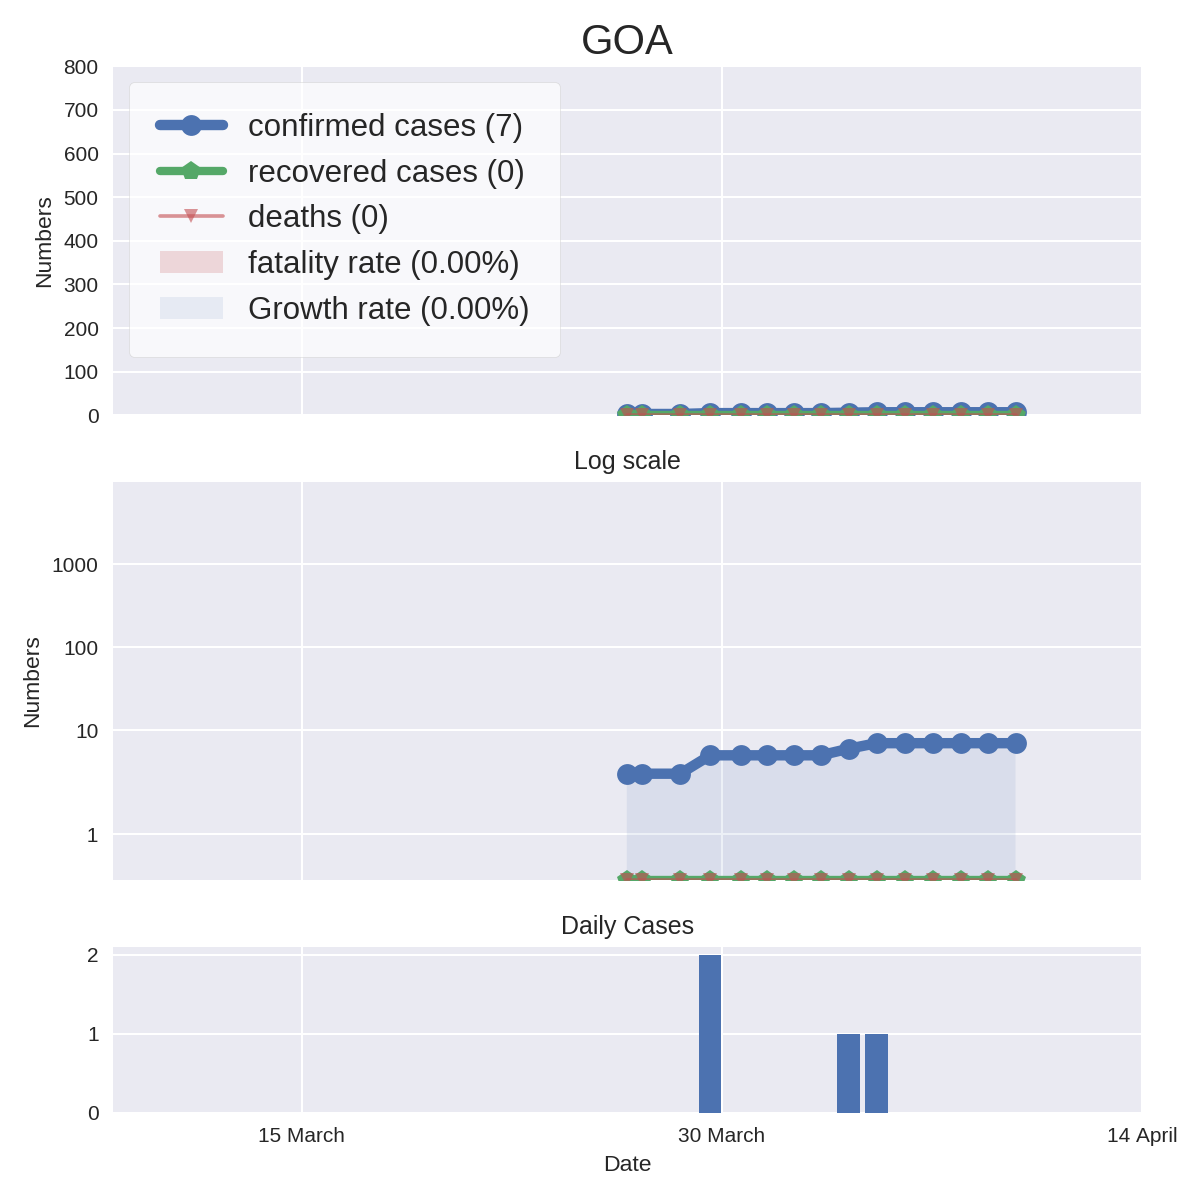 GOA
800
700
600
500
400
300
200
100
0
Numbers
confirmed cases (7)
recovered cases (0)
deaths (0)
fatality rate (0.00%)
Growth rate (0.00%)
Log scale
1000
100
10
1
Numbers
Daily Cases
2
1
0
15 March
30 March
14 April
Date